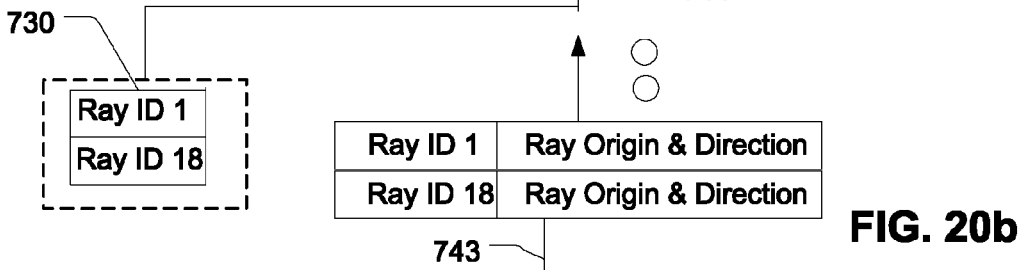 730
Ray ID 1
Ray ID 18
Ray ID 1 Ray Origin & Direction
Ray ID 18 Ray Origin & Direction
743
FIG. 20b